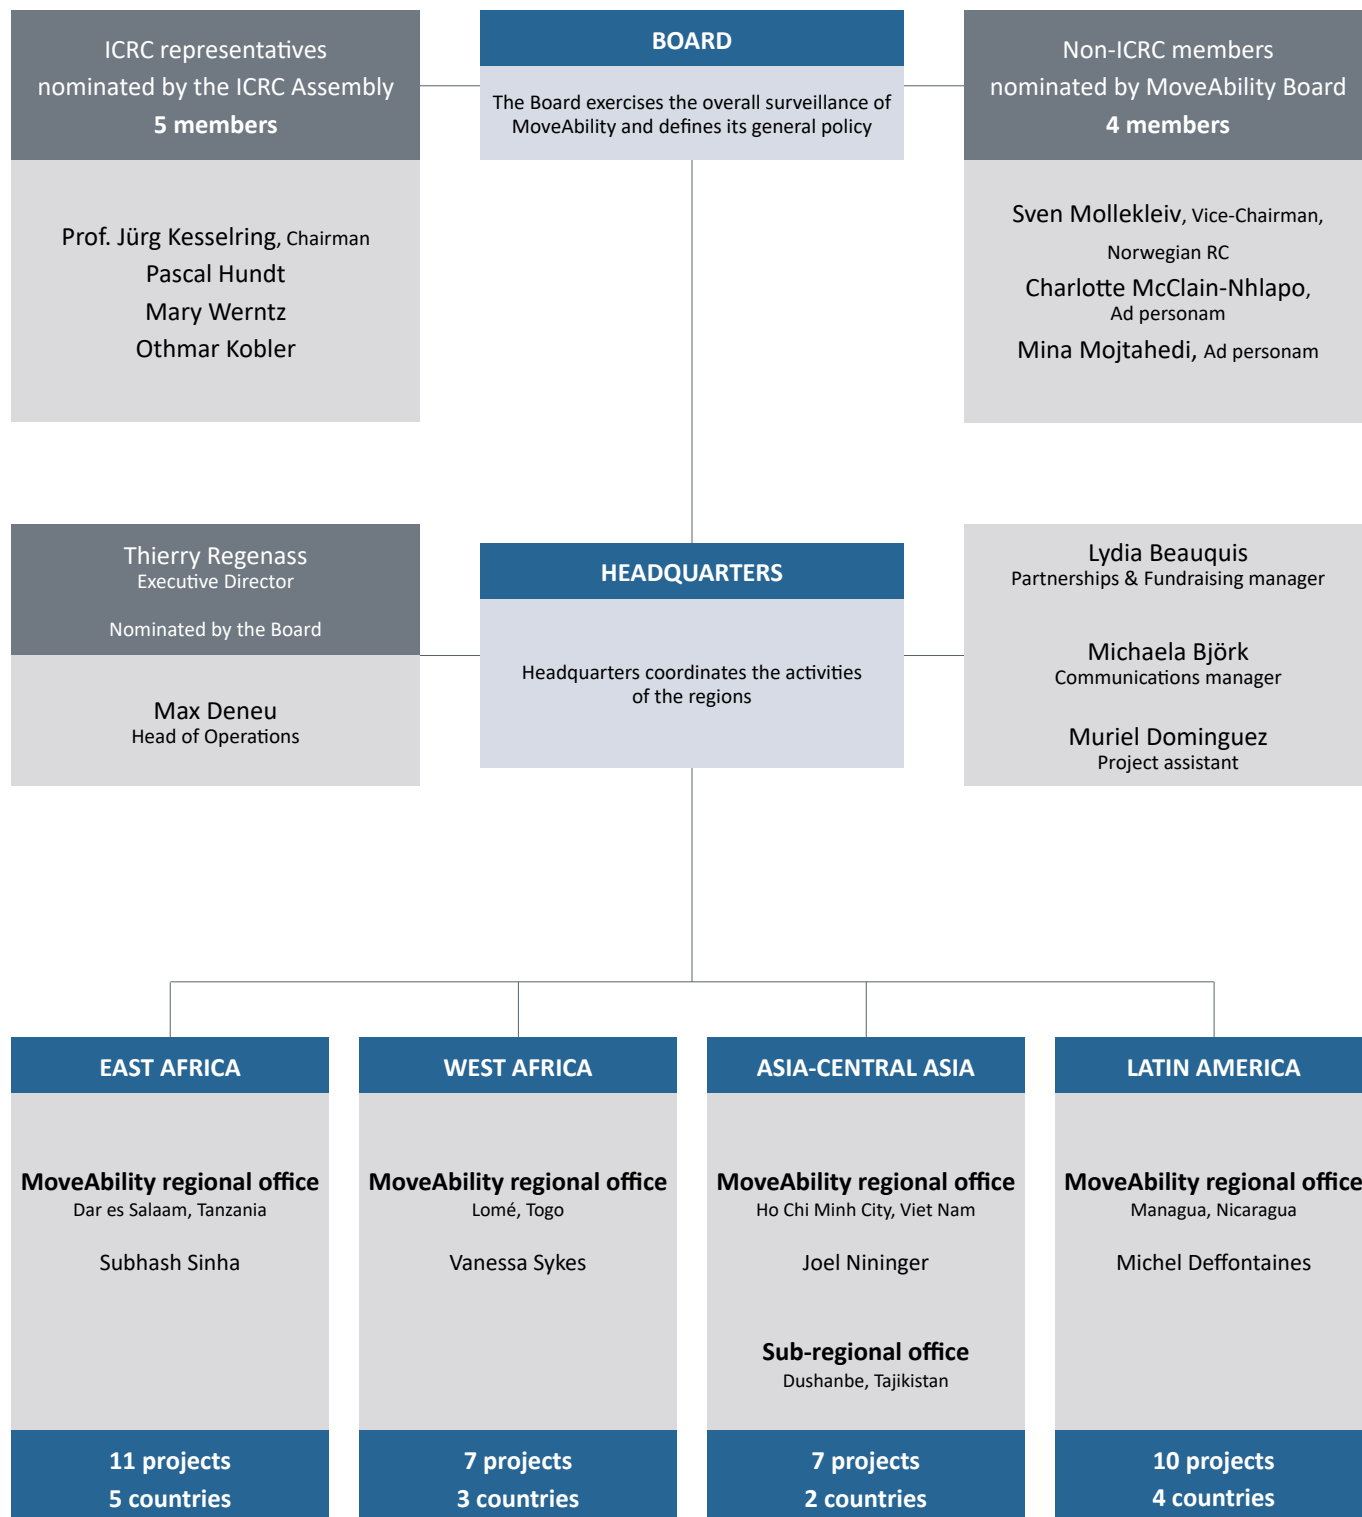 ICRC representatives
nominated by the ICRC Assembly
5 members
Prof. Jürg Kesselring, Chairman
Pascal Hundt
Mary Werntz
Othmar Kobler
BOARD
The Board exercises the overall surveillance of
MoveAbility and defines its general policy
Non-ICRC members
nominated by MoveAbility Board
4 members
Sven Mollekleiv, Vice-Chairman,
Norwegian RC
Charlotte McClain-Nhlapo,
Ad personam
Mina Mojtahedi, Ad personam
Thierry Regenass
Executive Director
Nominated by the Board
Max Deneu
Head of Operations
HEADQUARTERS
Headquarters coordinates the activities
of the regions
Lydia Beauquis
Partnerships & Fundraising manager
Michaela Björk
Communications manager
Muriel Dominguez
Project assistant
EAST AFRICA
MoveAbility regional office
Dar es Salaam, Tanzania
Subhash Sinha
11 projects
5 countries
WEST AFRICA
MoveAbility regional office
Lomé, Togo
Vanessa Sykes
7 projects
3 countries
ASIA-CENTRAL ASIA
MoveAbility regional office
Ho Chi Minh City, Viet Nam
Joel Nininger
Sub-regional office
Dushanbe, Tajikistan
7 projects
2 countries
LATIN AMERICA
MoveAbility regional office
Managua, Nicaragua
Michel Deffontaines
10 projects
4 countries